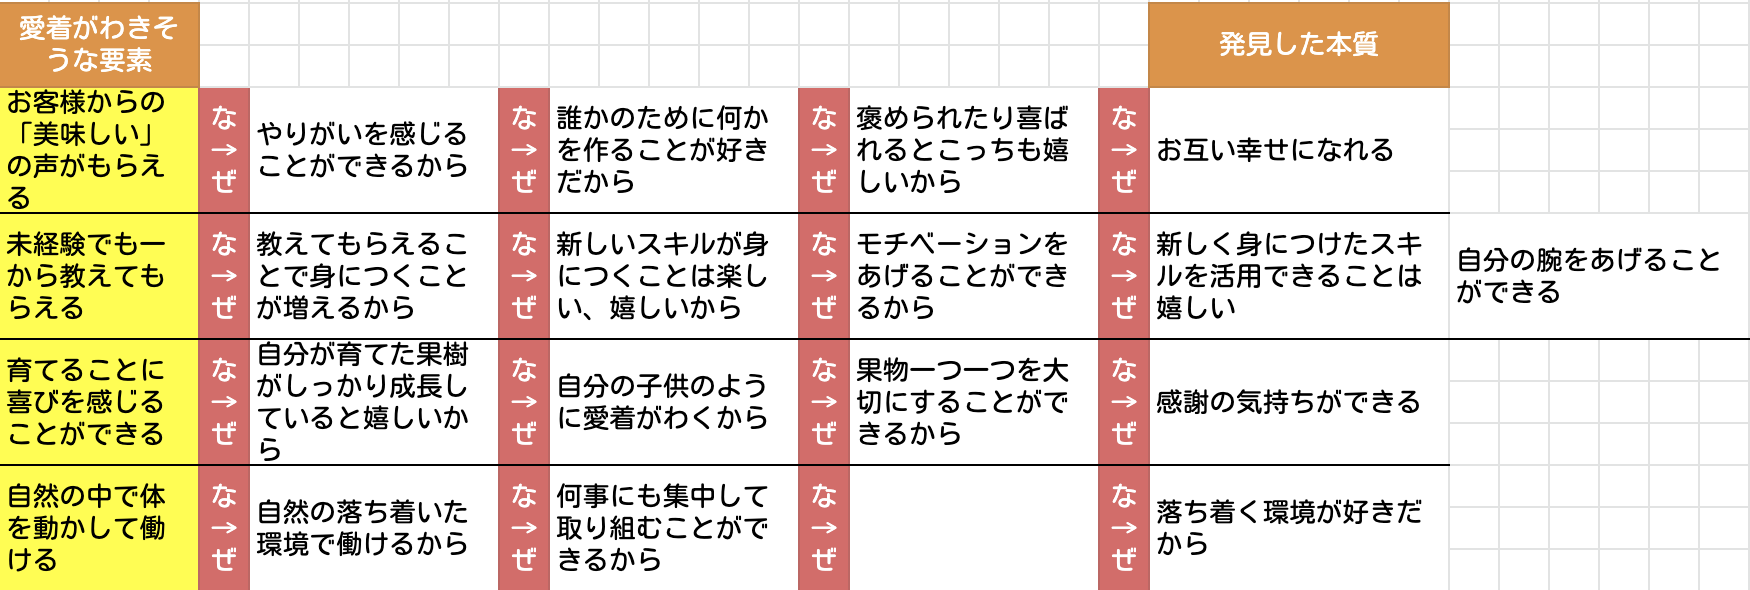 愛着がわきそ
うな要素
発見した本質
お客様からの
「美味しい」
の声がもらえ
る
な
→
ぜ
やりがいを感じる
ことができるから
な
→
ぜ
誰かのために何か
を作ることが好き
だから
な
→
ぜ
褒められたり喜ば
れるとこっちも嬉
しいから
な
→
ぜ
お互い幸せになれる
未経験でも一
から教えても
らえる
な
→
ぜ
教えてもらえるこ
とで身につくこと
が増えるから
な
→
ぜ
新しいスキルが身
につくことは楽し
い、嬉しいから
な
→
ぜ
モチベーションを
あげることができ
るから
な
→
ぜ
新しく身につけたスキ
ルを活用できることは
嬉しい
自分の腕をあげること
ができる
育てることに
喜びを感じる
ことができる
な
→
ぜ
自分が育てた果樹
がしっかり成長し
ていると嬉しいか
ら
な
→
ぜ
自分の子供のよう
に愛着がわくから
な
→
ぜ
果物一つ一つを大
切にすることがで
きるから
な
→
ぜ
感謝の気持ちができる
自然の中で体
を動かして働
ける
な
→
ぜ
自然の落ち着いた
環境で働けるから
な
→
ぜ
何事にも集中して
取り組むことがで
きるから
な
→
ぜ
な
→
ぜ
落ち着く環境が好きだ
から